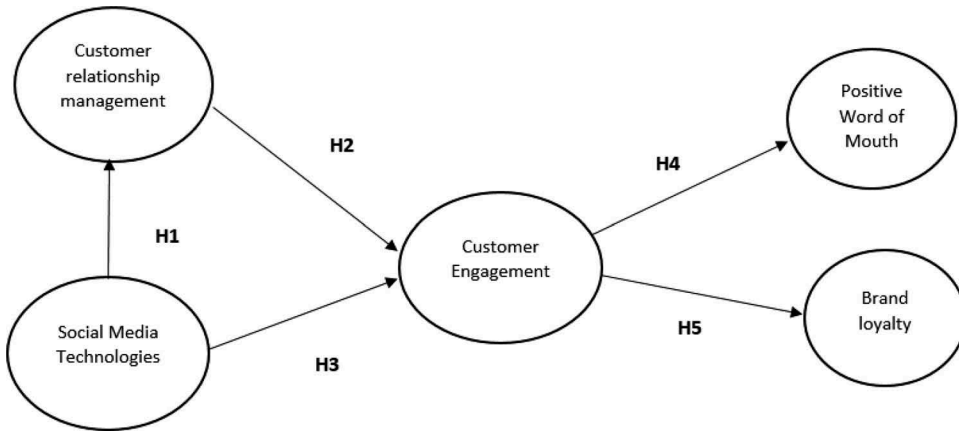 Customer
relationship
management
H2
H1
Social Media
Technologies
H3
Customer
Engagement
H4
Positive
Word of
Mouth
H5
Brand
loyalty